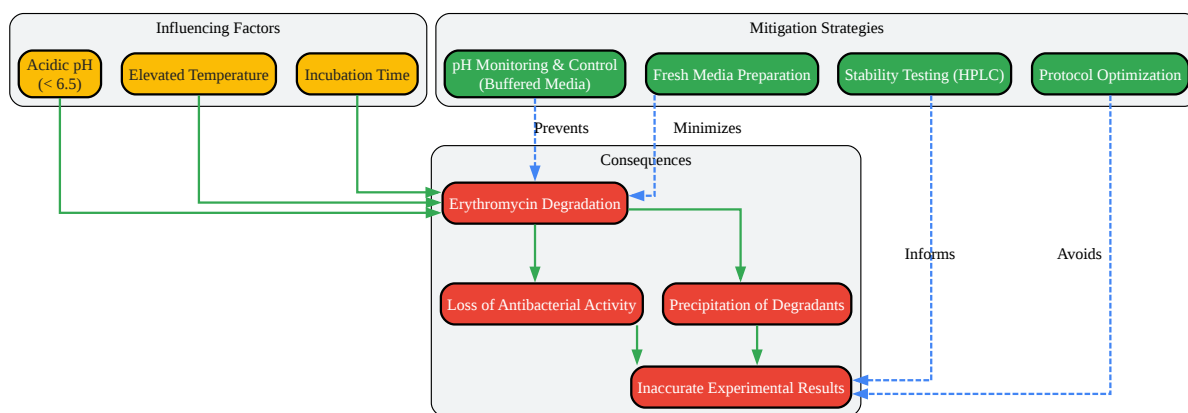 Influencing Factors
Acidic pH
(< 6.5)
Elevated Temperature
Incubation Time
Mitigation Strategies
pH Monitoring & Control
(Buffered Media)
Fresh Media Preparation
Stability Testing (HPLC)
Protocol Optimization
Prevents
Minimizes
Consequences
Erythromycin Degradation
Informs
Avoids
Loss of Antibacterial Activity
Precipitation of Degradants
Inaccurate Experimental Results